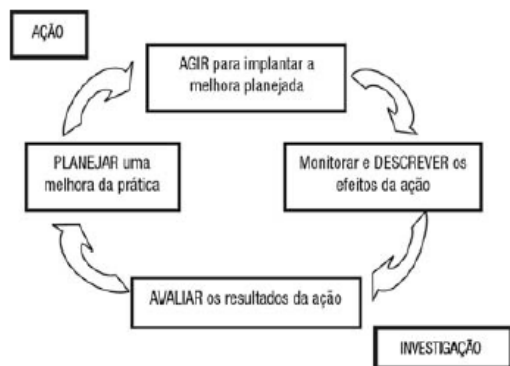 AÇÃO
AGIR para implantar a
melhora planejada
PLANEJAR uma
melhora da prática
Monitorar e DESCREVER os
efeitos da ação
AVALIAR os resultados da ação
INVESTIGAÇÃO